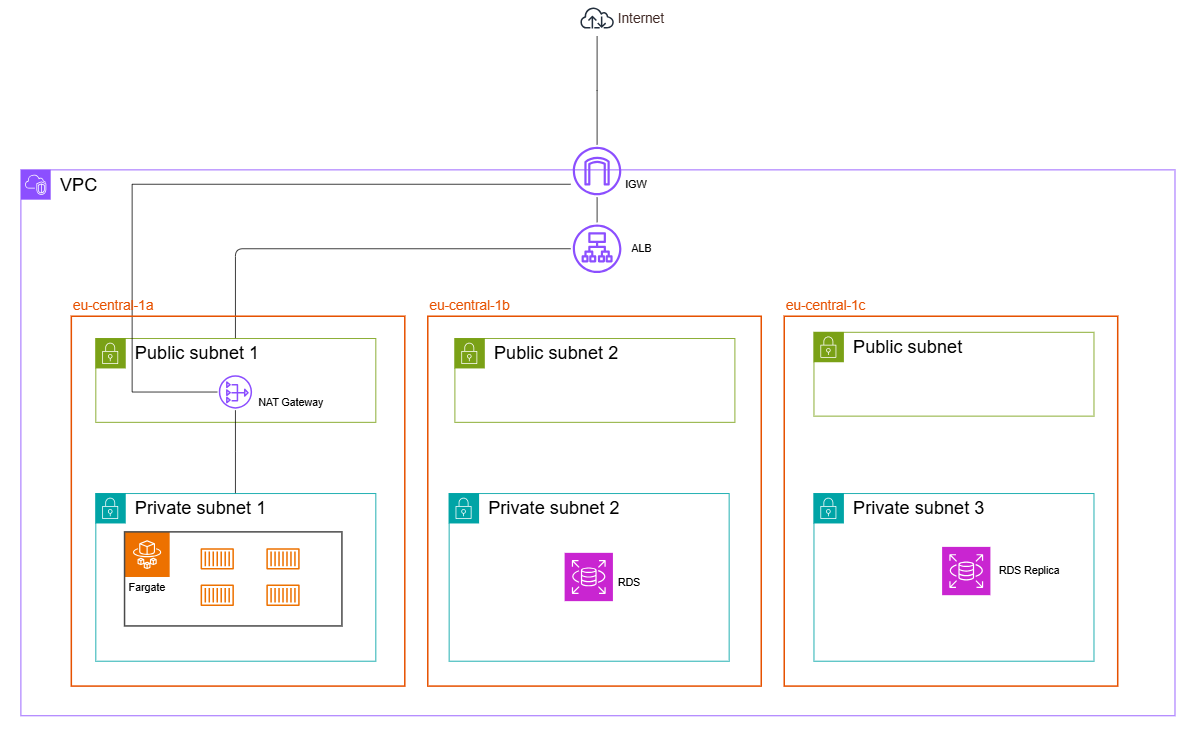 Internet
VPC
IGW
ALB
eu-central-1a
eu-central-1b
eu-central-1c
Public subnet 1
Public subnet 2
Public subnet
NAT Gateway
Private subnet 1
Private subnet 2
Private subnet 3
Fargate
RDS
RDS Replica